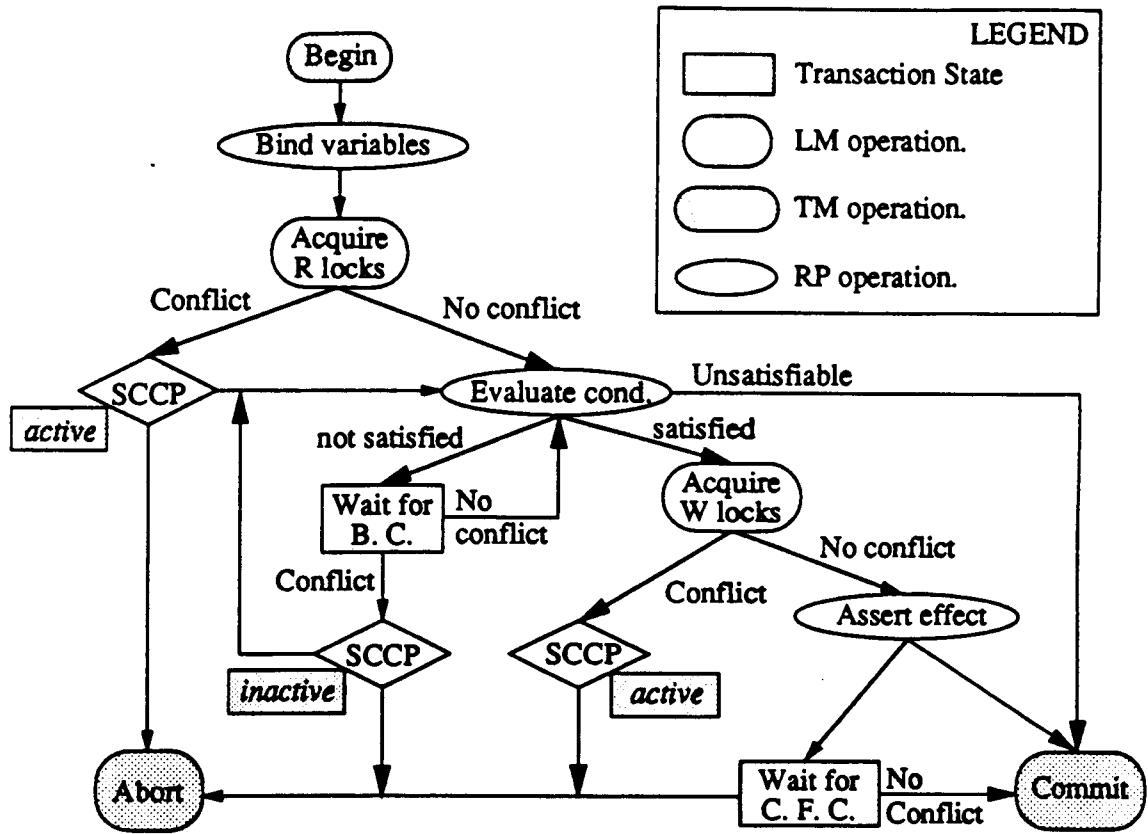 LEGEND
Transaction State
LM operation.
TM operation.
RP operation.
Begin
Bind variables
Acquire
R locks
Conflict
No conflict
SCCP
active
Evaluate cond.
Unsatisfiable
not satisfied
satisfied
Wait for
B. C.
No
conflict
Acquire
W locks
Conflict
No conflict
Conflict
Assert effect
SCCP
inactive
SCCP
active
Abort
Wait for
C. F. C.
No
Conflict
Commit